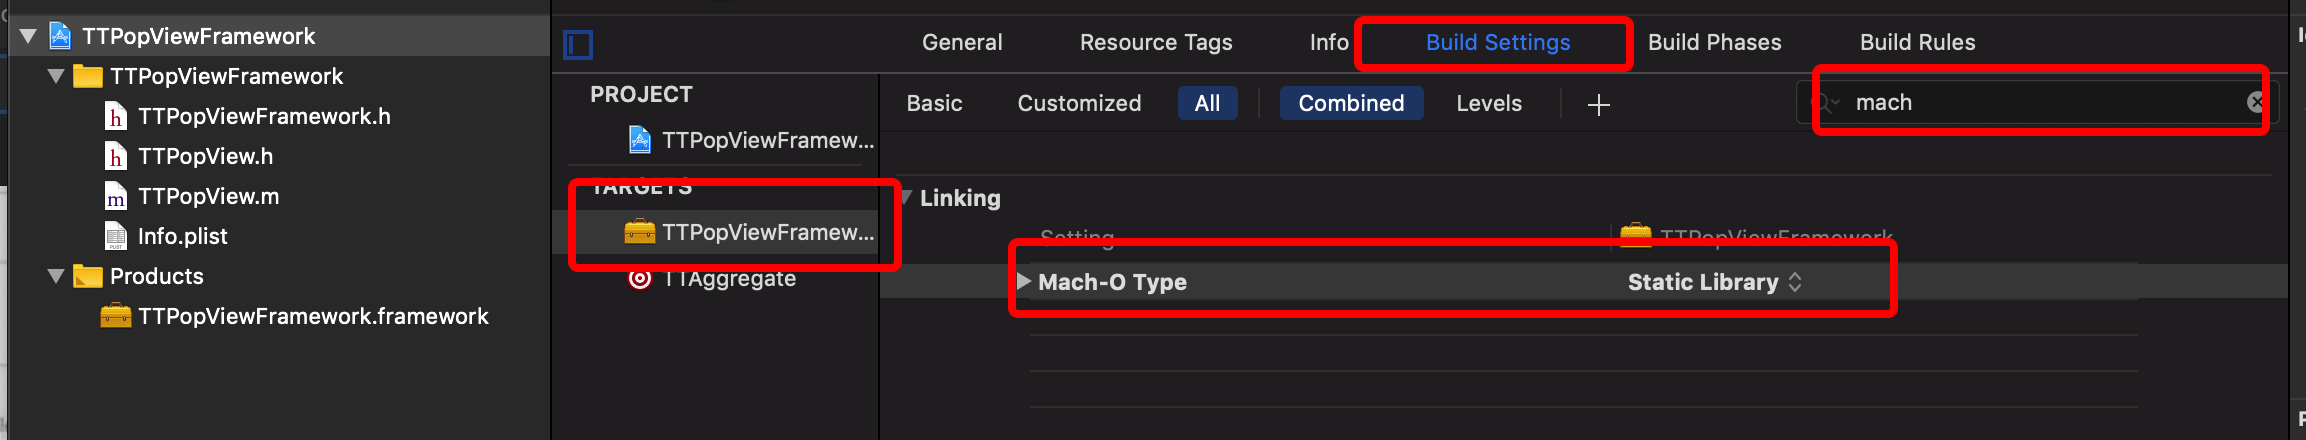 TTPopViewFramework
TTPopViewFramework
TTPopViewFramework.h
TTPopView.h
TTPopView.m
Info.plist
Products
TTPopViewFramework.framework
General Resource Tags Info Build Settings Build Phases Build Rules
PROJECT
TTPopViewFramew...
TARGETS
TTPopViewFramew...
TTAggregate
Basic Customized All Combined Levels +
mach
Linking
Setting TTPopViewFramework
Mach-O Type Static Library